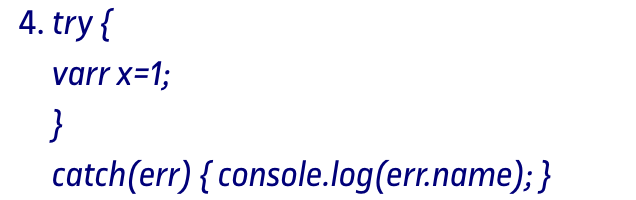 4. try {
varr x=1;
}
catch(err) { console.log(err.name); }